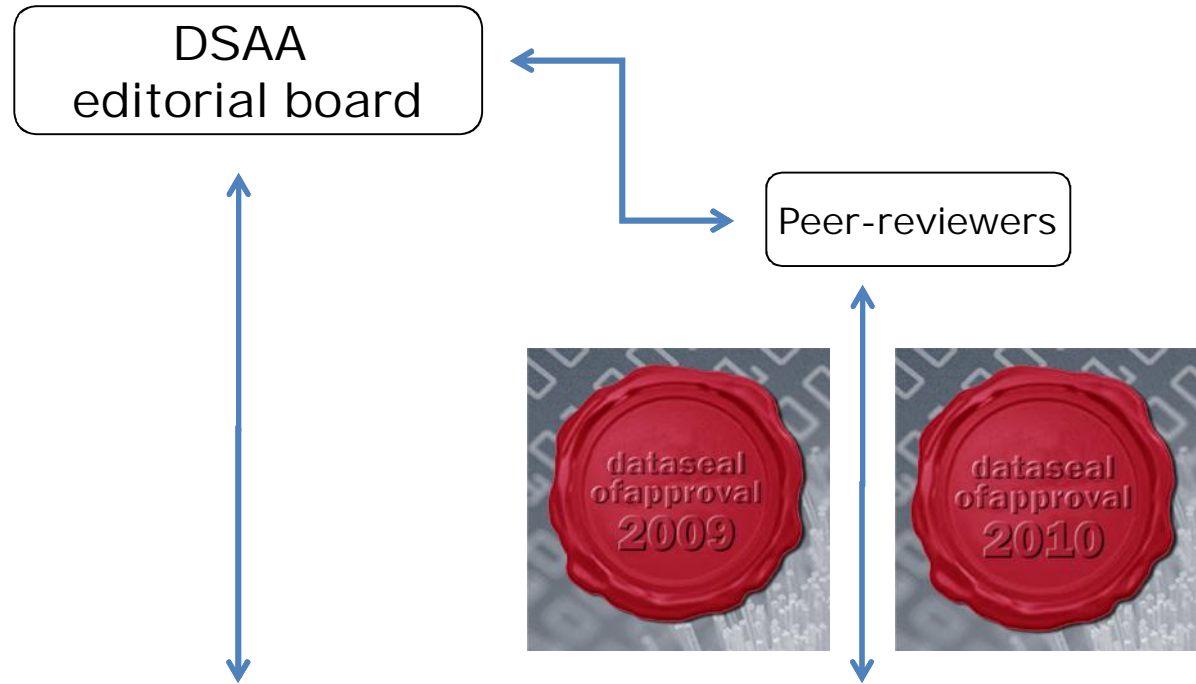 DSAA
editorial board
Peer-reviewers
dataseal
ofapproval
2009
dataseal
ofapproval
2010